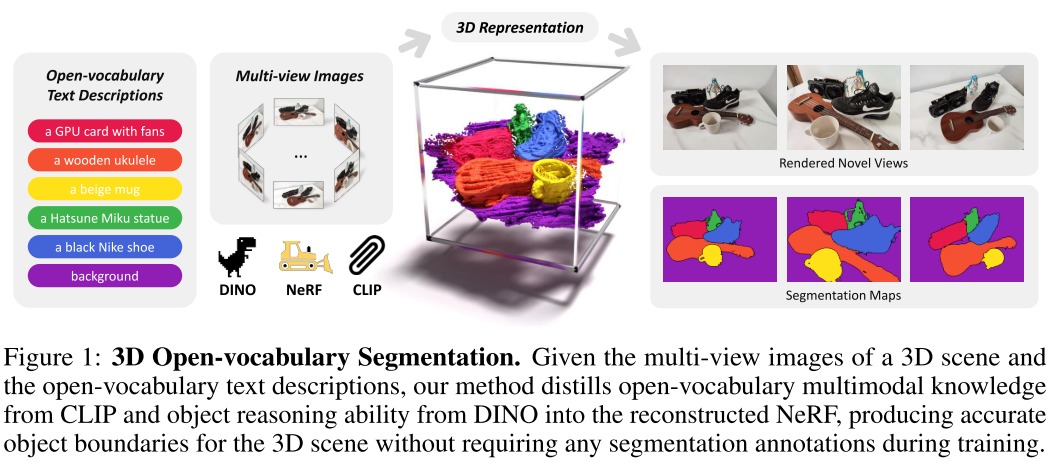 3D Representation
Open-vocabulary
Text Descriptions
a GPU card with fans
a wooden ukulele
a beige mug
a Hatsune Miku statue
a black Nike shoe
background
Multi-view Images
...
DINO
NeRF
CLIP
Rendered Novel Views
Segmentation Maps
Figure 1: 3D Open-vocabulary Segmentation. Given the multi-view images of a 3D scene and
the open-vocabulary text descriptions, our method distills open-vocabulary multimodal knowledge
from CLIP and object reasoning ability from DINO into the reconstructed NeRF, producing accurate
object boundaries for the 3D scene without requiring any segmentation annotations during training.